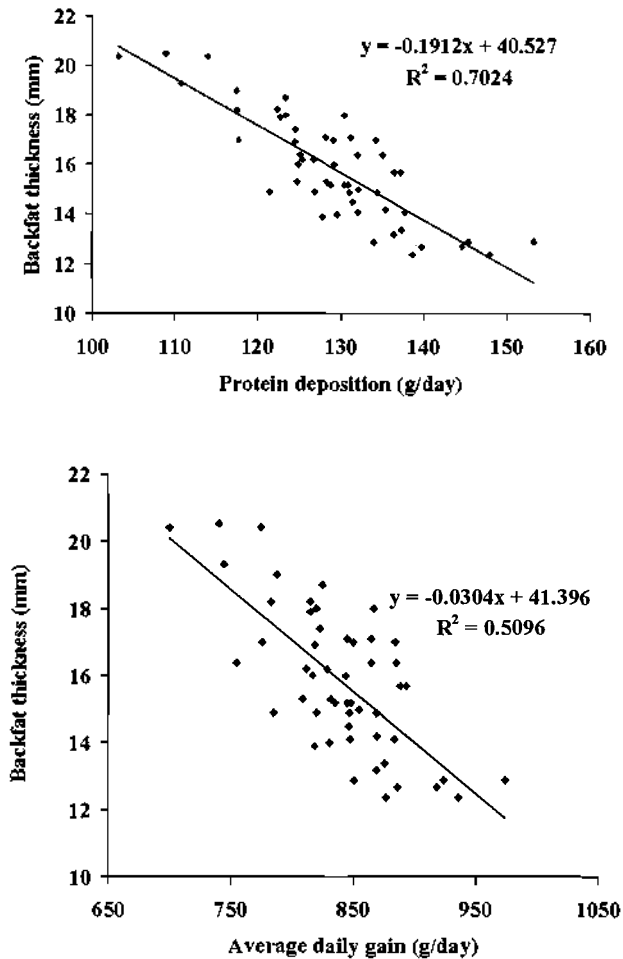 22
20
18
16
14
12
10
Backfat thickness (mm)
y = -0.1912x + 40.527
R² = 0.7024
100 110 120 130 140 150 160
Protein deposition (g/day)
22
20
18
16
14
12
10
Backfat thickness (mm)
y = -0.0304x + 41.396
R² = 0.5096
650 750 850 950 1050
Average daily gain (g/day)